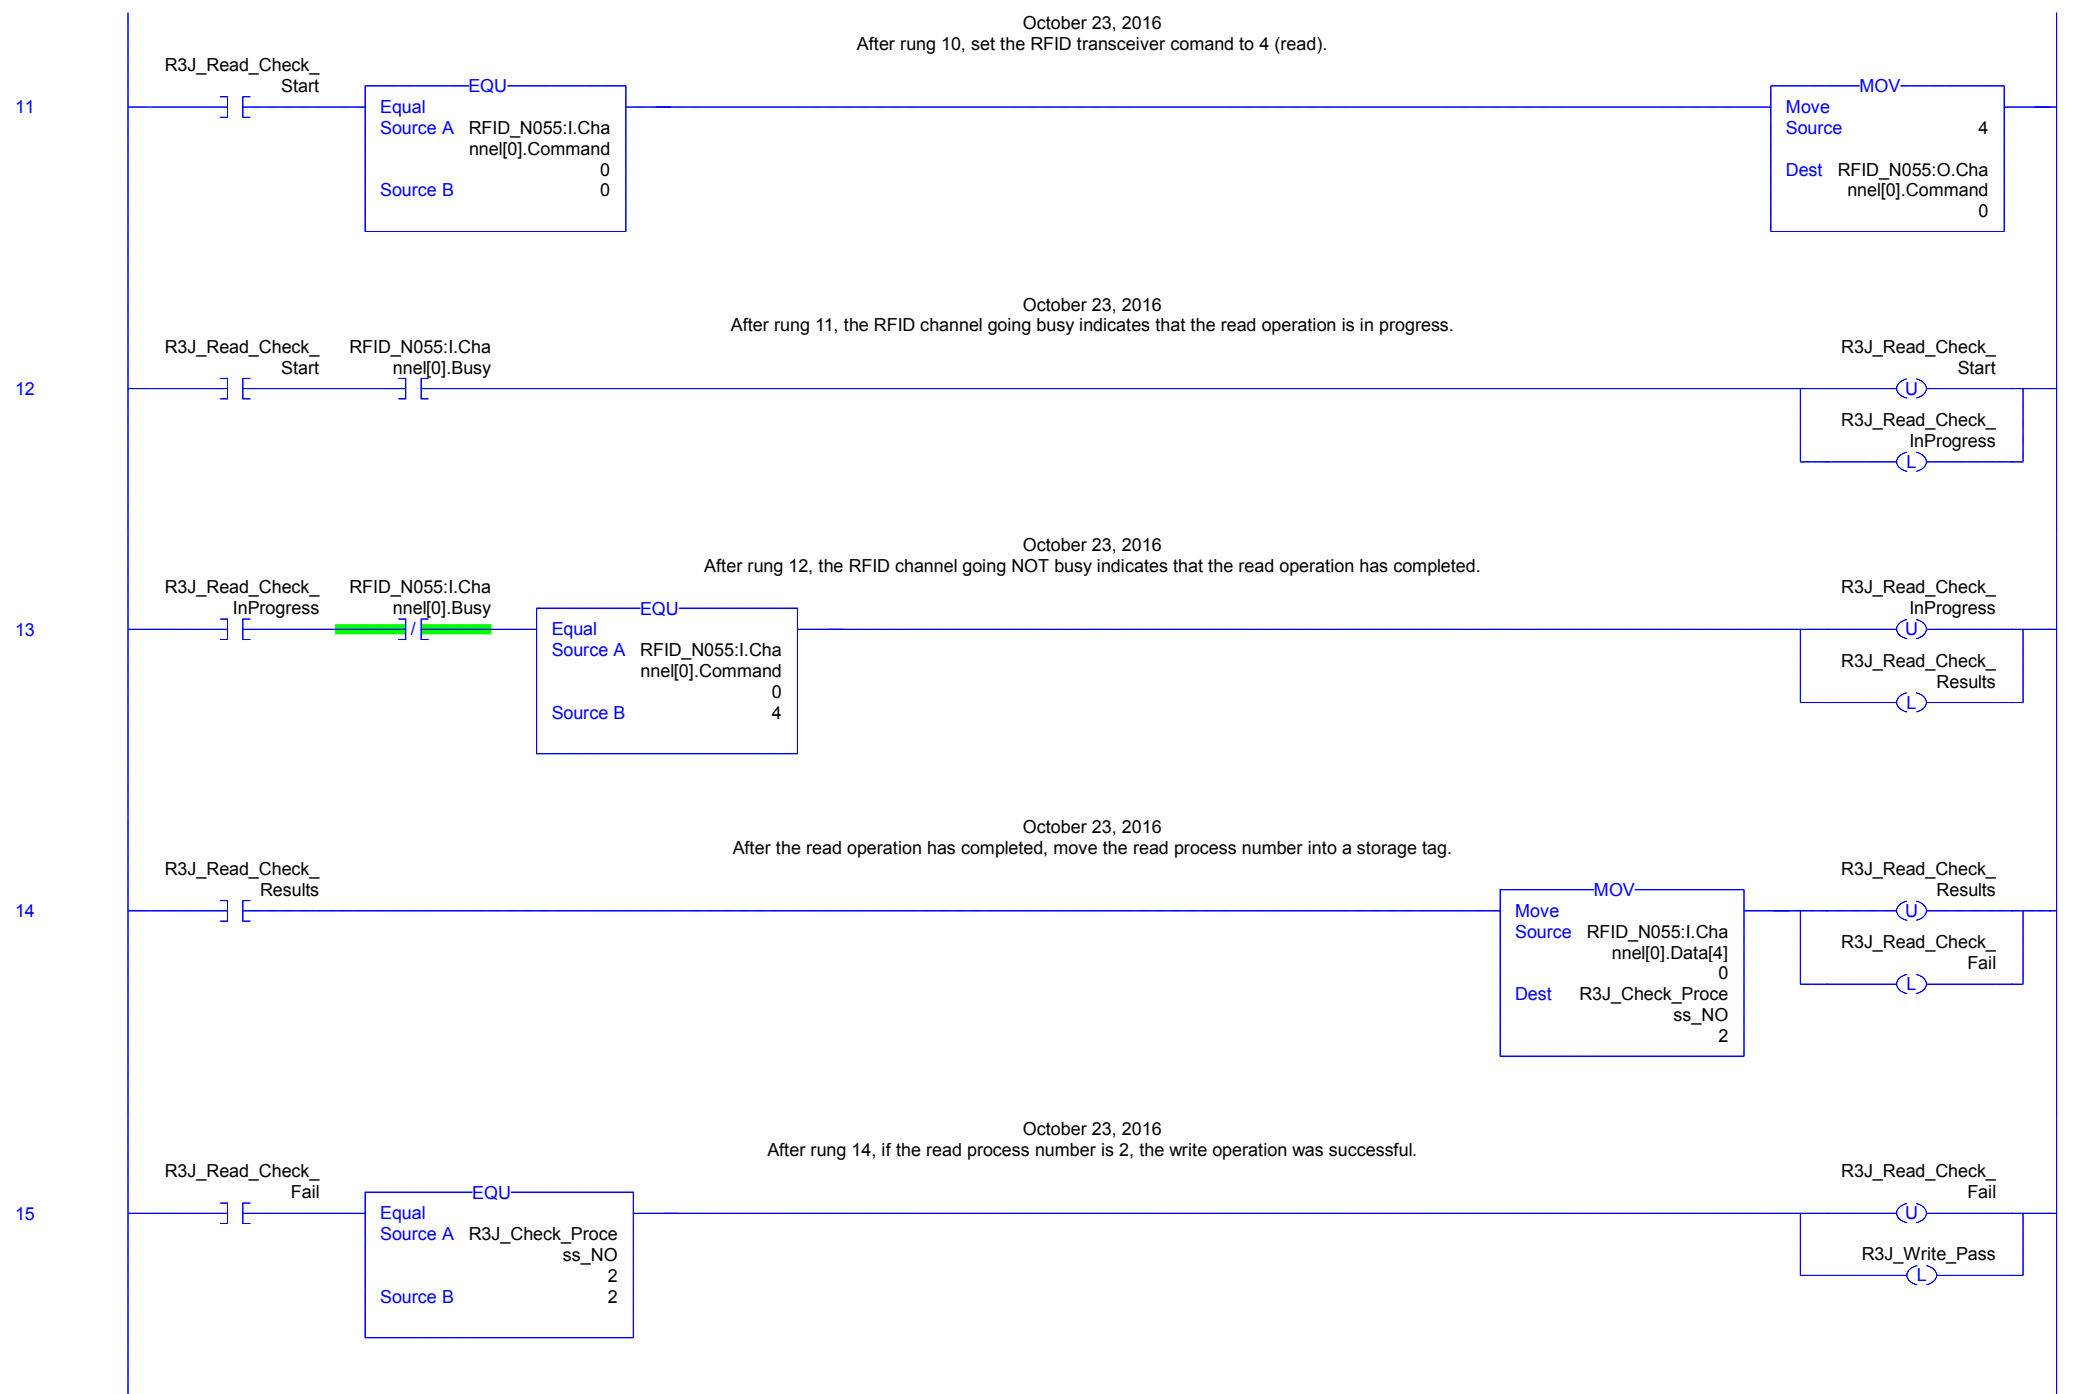 October 23, 2016
After rung 10, set the RFID transceiver comand to 4 (read).
11
R3J_Read_Check_
Start
EQU
Equal
Source A RFID_N055:I.Cha
nnel[0].Command
0
Source B 0
MOV
Move
Source 4
Dest RFID_N055:O.Cha
nnel[0].Command
0
October 23, 2016
After rung 11, the RFID channel going busy indicates that the read operation is in progress.
12
R3J_Read_Check_
Start
RFID_N055:I.Cha
nnel[0].Busy
R3J_Read_Check_
Start
U
R3J_Read_Check_
InProgress
L
October 23, 2016
After rung 12, the RFID channel going NOT busy indicates that the read operation has completed.
13
R3J_Read_Check_
InProgress
RFID_N055:I.Cha
nnel[0].Busy
/
EQU
Equal
Source A RFID_N055:I.Cha
nnel[0].Command
0
Source B 4
R3J_Read_Check_
InProgress
U
R3J_Read_Check_
Results
L
October 23, 2016
After the read operation has completed, move the read process number into a storage tag.
14
R3J_Read_Check_
Results
MOV
Move
Source RFID_N055:I.Cha
nnel[0].Data[4]
0
Dest R3J_Check_Proce
ss_NO
2
R3J_Read_Check_
Results
U
R3J_Read_Check_
Fail
L
October 23, 2016
After rung 14, if the read process number is 2, the write operation was successful.
15
R3J_Read_Check_
Fail
EQU
Equal
Source A R3J_Check_Proce
ss_NO
2
Source B 2
R3J_Read_Check_
Fail
U
R3J_Write_Pass
L